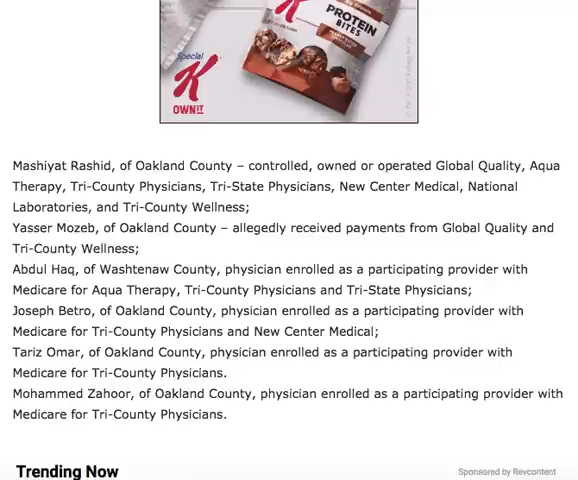 PROTEIN
BITES
Special
K
OWN IT
Mashiyat Rashid, of Oakland County – controlled, owned or operated Global Quality, Aqua
Therapy, Tri-County Physicians, Tri-State Physicians, New Center Medical, National
Laboratories, and Tri-County Wellness;
Yasser Mozeb, of Oakland County – allegedly received payments from Global Quality and
Tri-County Wellness;
Abdul Haq, of Washtenaw County, physician enrolled as a participating provider with
Medicare for Aqua Therapy, Tri-County Physicians and Tri-State Physicians;
Joseph Betro, of Oakland County, physician enrolled as a participating provider with
Medicare for Tri-County Physicians and New Center Medical;
Tariz Omar, of Oakland County, physician enrolled as a participating provider with
Medicare for Tri-County Physicians.
Mohammed Zahoor, of Oakland County, physician enrolled as a participating provider with
Medicare for Tri-County Physicians.
Trending Now
Sponsored by Revcontent